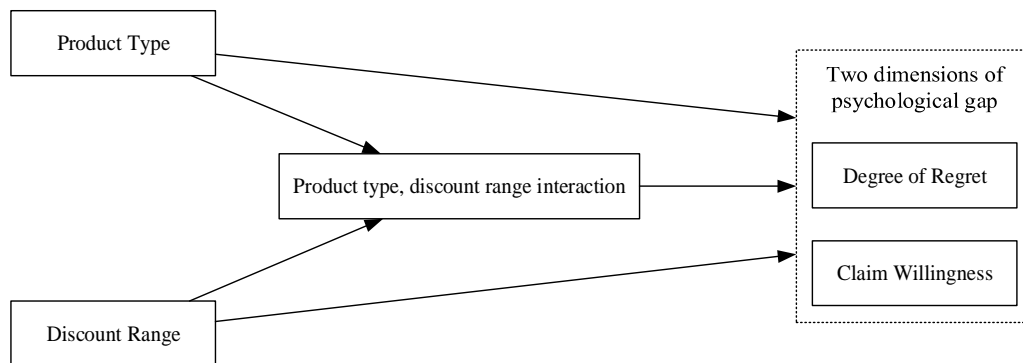 Product Type
Two dimensions of
psychological gap
Product type, discount range interaction
Degree of Regret
Claim Willingness
Discount Range